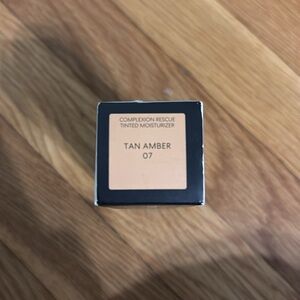 COMPLEXION RESCUE
TINTED MOISTURIZER
TAN AMBER
07